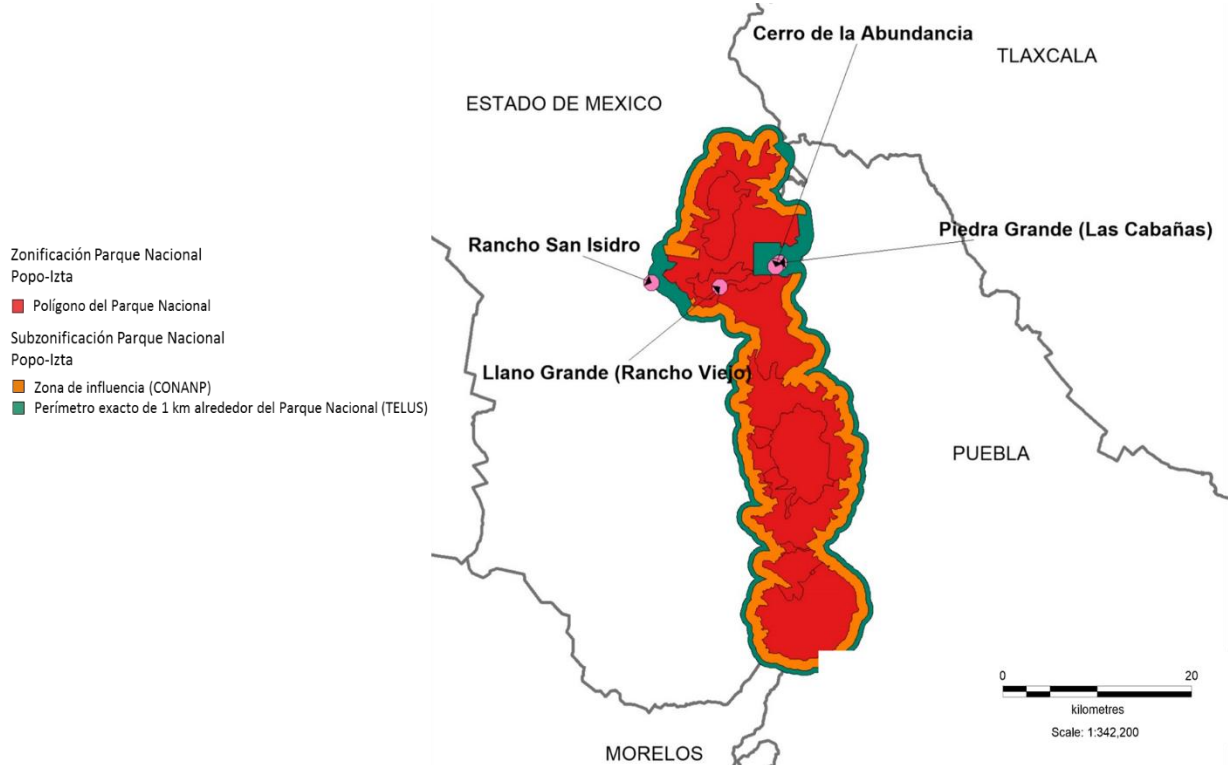 Cerro de la Abundancia
TLAXCALA
ESTADO DE MEXICO
Piedra Grande (Las Cabañas)
Rancho San Isidro
Zonificación Parque Nacional
Popo-Izta
Polígono del Parque Nacional
Subzonificación Parque Nacional
Popo-Izta
Zona de influencia (CONANP)
Perímetro exacto de 1 km alrededor del Parque Nacional (TELUS)
Llano Grande (Rancho Viejo)
PUEBLA
0 20
kilometres
Scale: 1:342,200
MORELOS